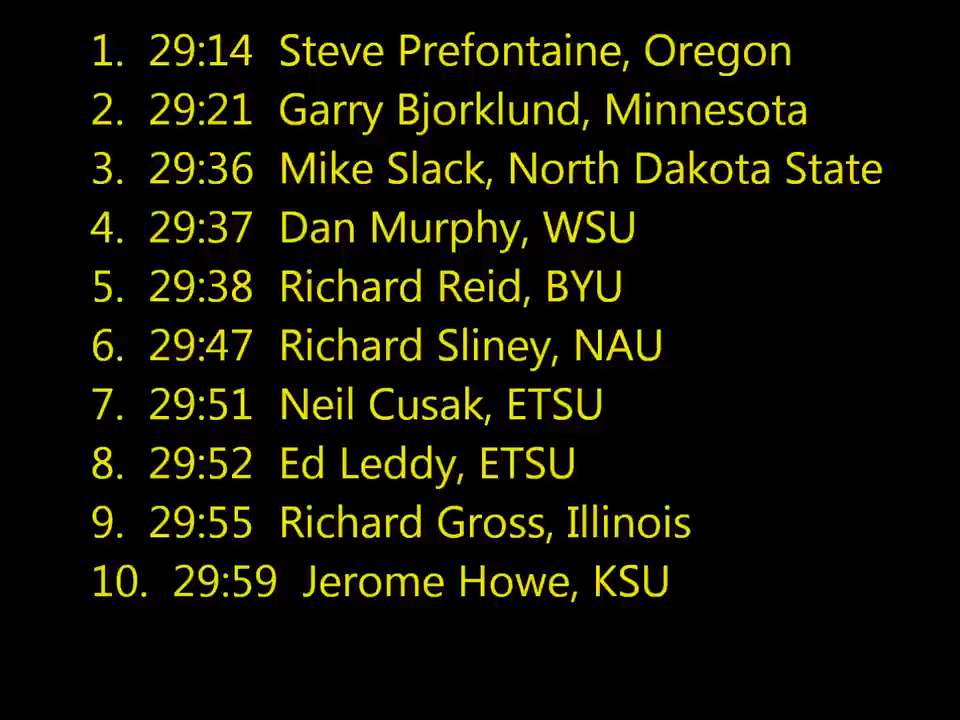 1. 29:14 Steve Prefontaine, Oregon
2. 29:21 Garry Bjorklund, Minnesota
3. 29:36 Mike Slack, North Dakota State
4. 29:37 Dan Murphy, WSU
5. 29:38 Richard Reid, BYU
6. 29:47 Richard Sliney, NAU
7. 29:51 Neil Cusak, ETSU
8. 29:52 Ed Leddy, ETSU
9. 29:55 Richard Gross, Illinois
10. 29:59 Jerome Howe, KSU